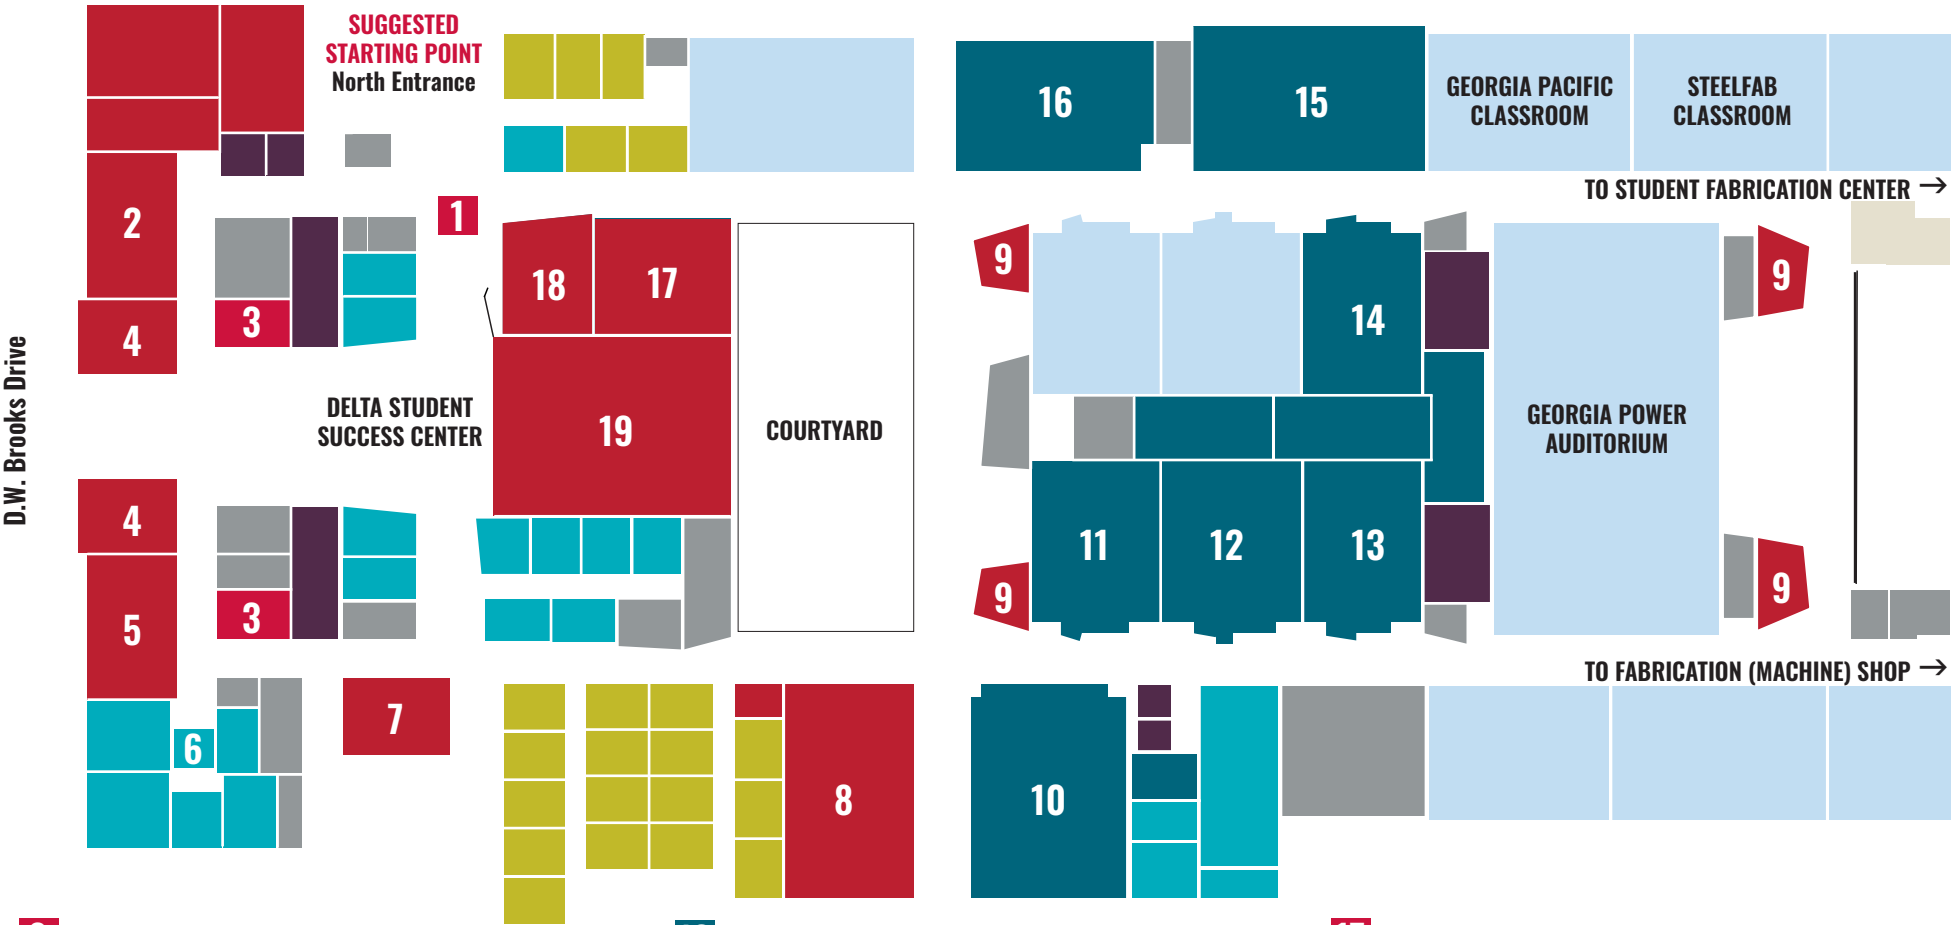 SUGGESTED
STARTING POINT
North Entrance
16
15
GEORGIA PACIFIC
CLASSROOM
STEELFAB
CLASSROOM
TO STUDENT FABRICATION CENTER →
2
1
3
4
18
17
9
14
9
D.W. Brooks Drive
DELTA STUDENT
SUCCESS CENTER
19
COURTYARD
GEORGIA POWER
AUDITORIUM
4
5
3
11
12
13
9
9
TO FABRICATION (MACHINE) SHOP →
6
7
8
10